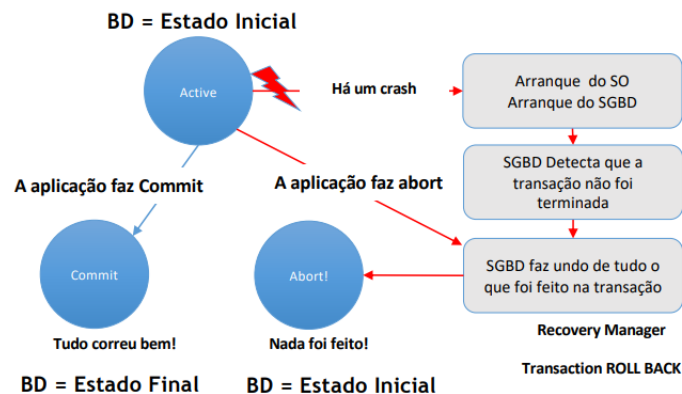 BD = Estado Inicial
Active
Há um crash
Arranque do SO
Arranque do SGBD
SGBD Detecta que a
transação não foi
terminada
A aplicação faz Commit
A aplicação faz abort
Commit
Abort!
SGBD faz undo de tudo o
que foi feito na transação
Tudo correu bem!
Nada foi feito!
Recovery Manager
Transaction ROLL BACK
BD = Estado Final
BD = Estado Inicial